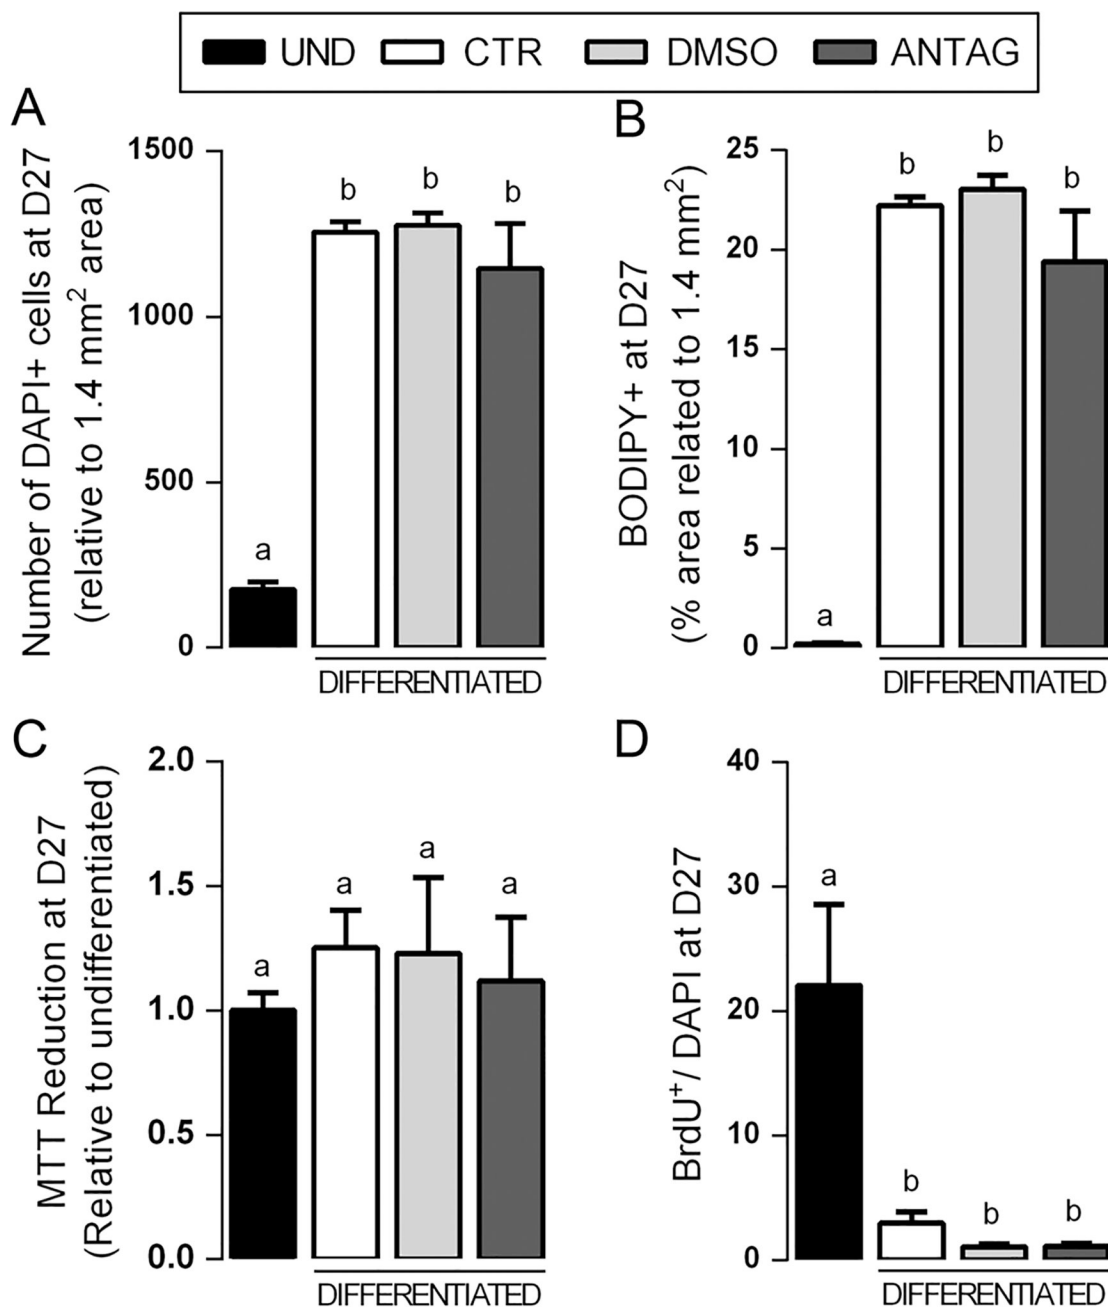 UND CTR DMSO ANTAG
A
Number of DAPI+ cells at D27
(relative to 1.4 mm² area)
1500
1000
500
0
a
b
b
b
DIFFERENTIATED
B
BODIPY+ at D27
(% area related to 1.4 mm²)
25
20
15
10
5
0
a
b
b
b
DIFFERENTIATED
C
MTT Reduction at D27
(Relative to undifferentiated)
2.0
1.5
1.0
0.5
0.0
a
a
a
a
DIFFERENTIATED
D
BrdU⁺/ DAPI at D27
40
30
20
10
0
a
b
b
b
DIFFERENTIATED